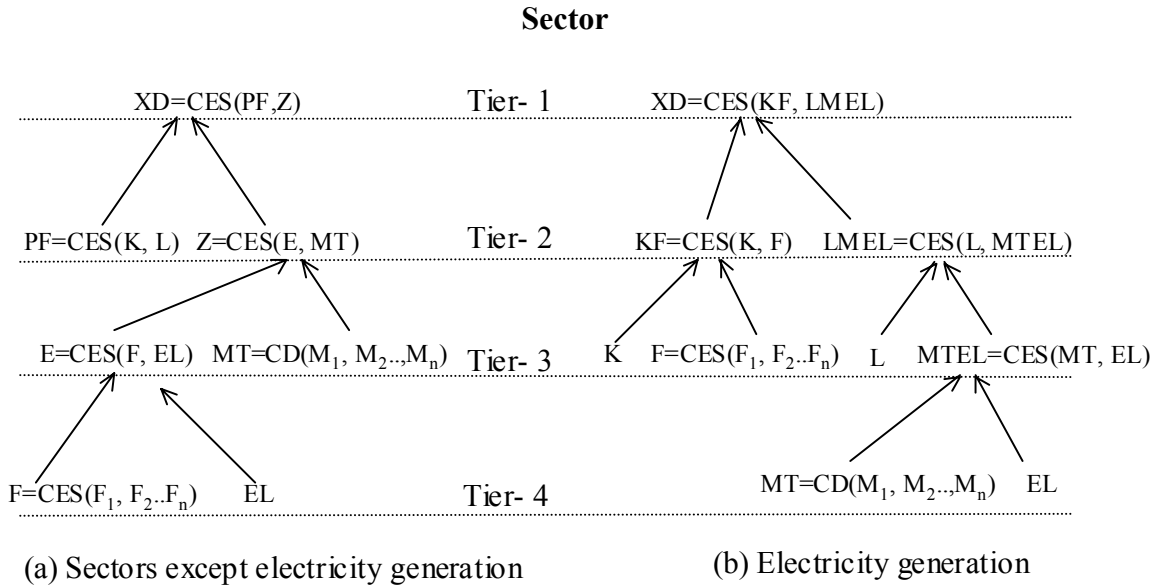 Sector
XD=CES(PF,Z) Tier- 1 XD=CES(KF, LMEL)
PF=CES(K, L) Z=CES(E, MT) Tier- 2 KF=CES(K, F) LMEL=CES(L, MTEL)
E=CES(F, EL) MT=CD(M₁, M₂..,Mₙ) Tier- 3 K F=CES(F₁, F₂..Fₙ) L MTEL=CES(MT, EL)
F=CES(F₁, F₂..Fₙ) EL Tier- 4 MT=CD(M₁, M₂..,Mₙ) EL
(a) Sectors except electricity generation (b) Electricity generation